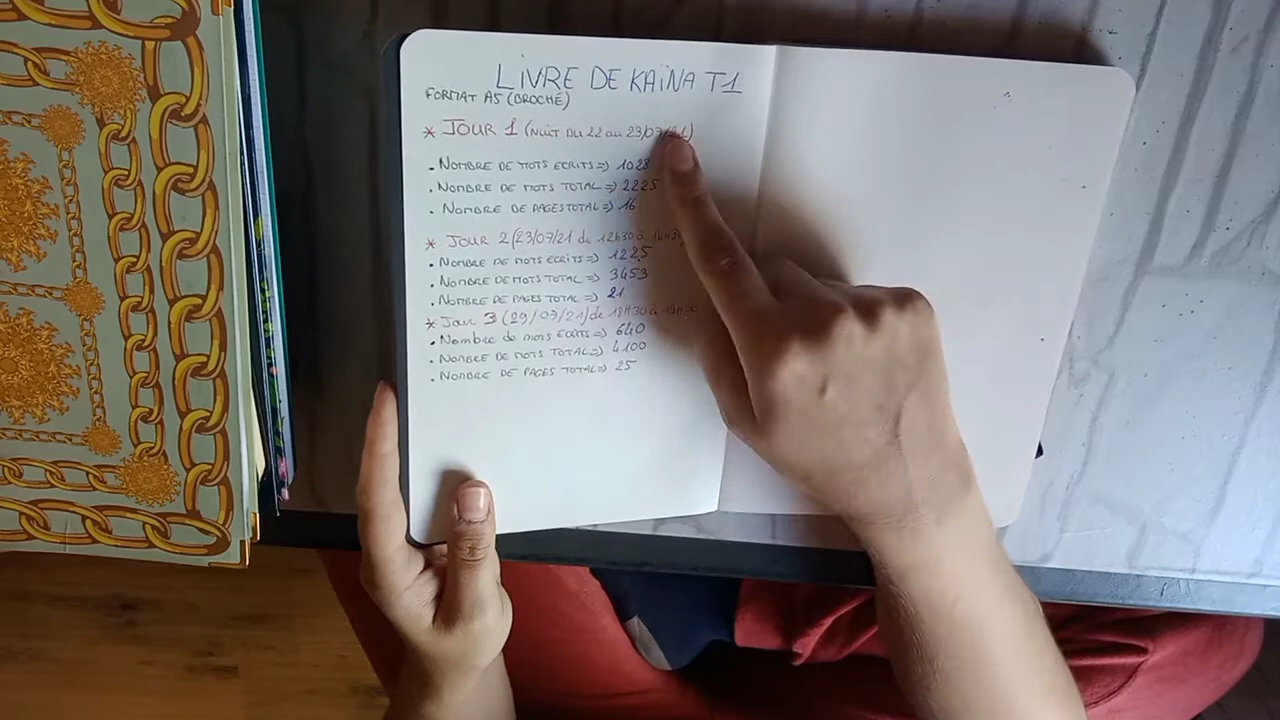 LIVRE DE KAÏNA T1
FORMAT A5 (BROCHÉ)
* JOUR 1 (NUIT DU 22 au 23/07/21)
. NOMBRE DE MOTS ECRITS => 1028
. NOMBRE DE MOTS TOTAL => 2225
. NOMBRE DE PAGES TOTAL => 16
* JOUR 2 (23/07/21 de 12h30 à
. NOMBRE DE MOTS ECRITS => 1225
. NOMBRE DE MOTS TOTAL => 3453
. NOMBRE DE PAGES TOTAL => 21
* Jour 3 (29/07/21) de 18H30 à
. NOMBRE DE MOTS ECRITS => 640
. NOMBRE DE MOTS TOTAL => 4100
. NOMBRE DE PAGES TOTAL => 25